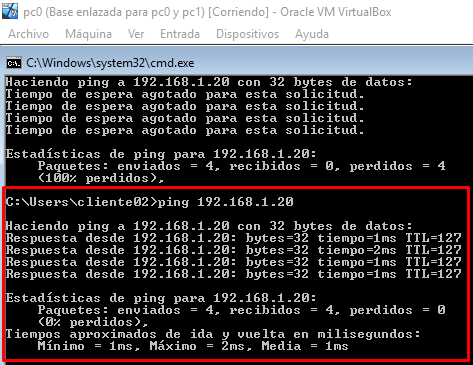 pc0 (Base enlazada para pc0 y pc1) [Corriendo] - Oracle VM VirtualBox
Archivo Máquina Ver Entrada Dispositivos Ayuda
C:\Windows\system32\cmd.exe
Haciendo ping a 192.168.1.20 con 32 bytes de datos:
Tiempo de espera agotado para esta solicitud.
Tiempo de espera agotado para esta solicitud.
Tiempo de espera agotado para esta solicitud.
Tiempo de espera agotado para esta solicitud.
Estadísticas de ping para 192.168.1.20:
Paquetes: enviados = 4, recibidos = 0, perdidos = 4
(100% perdidos),
C:\Users\cliente02>ping 192.168.1.20
Haciendo ping a 192.168.1.20 con 32 bytes de datos:
Respuesta desde 192.168.1.20: bytes=32 tiempo=1ms TTL=127
Respuesta desde 192.168.1.20: bytes=32 tiempo=2ms TTL=127
Respuesta desde 192.168.1.20: bytes=32 tiempo=1ms TTL=127
Respuesta desde 192.168.1.20: bytes=32 tiempo=1ms TTL=127
Estadísticas de ping para 192.168.1.20:
Paquetes: enviados = 4, recibidos = 4, perdidos = 0
(0% perdidos),
Tiempos aproximados de ida y vuelta en milisegundos:
Mínimo = 1ms, Máximo = 2ms, Media = 1ms